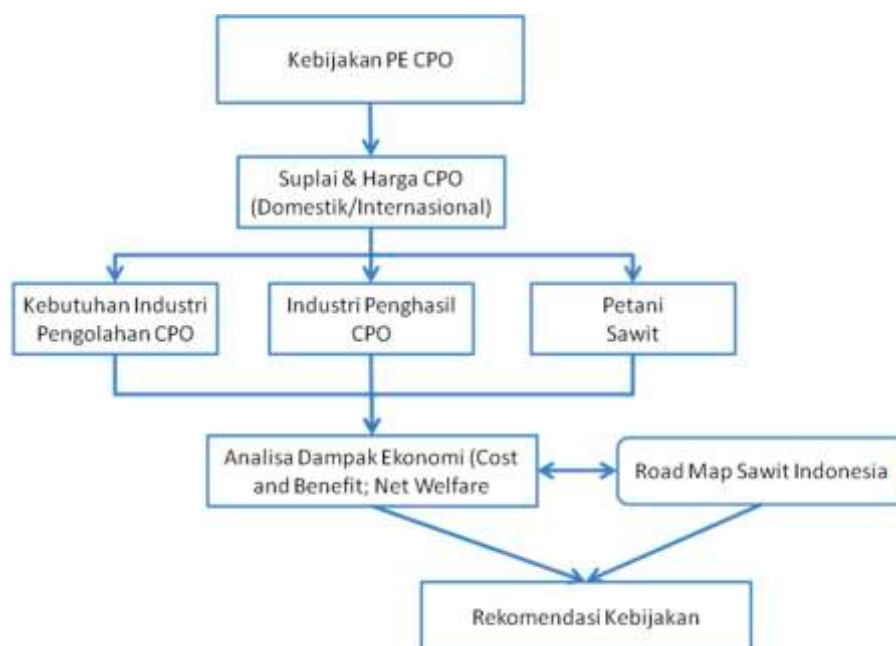 Kebijakan PE CPO
Suplai & Harga CPO
(Domestik/Internasional)
Kebutuhan Industri
Pengolahan CPO
Industri Penghasil
CPO
Petani
Sawit
Analisa Dampak Ekonomi (Cost
and Benefit; Net Welfare
Road Map Sawit Indonesia
Rekomendasi Kebijakan